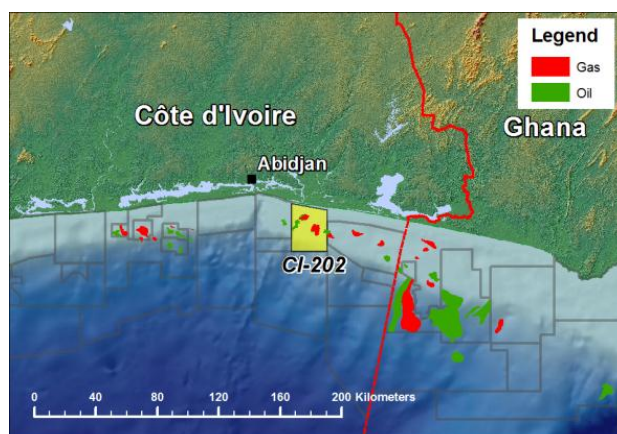 Legend
Gas
Oil
Côte d'Ivoire
Ghana
Abidjan
CI-202
0 40 80 120 160 200 Kilometers